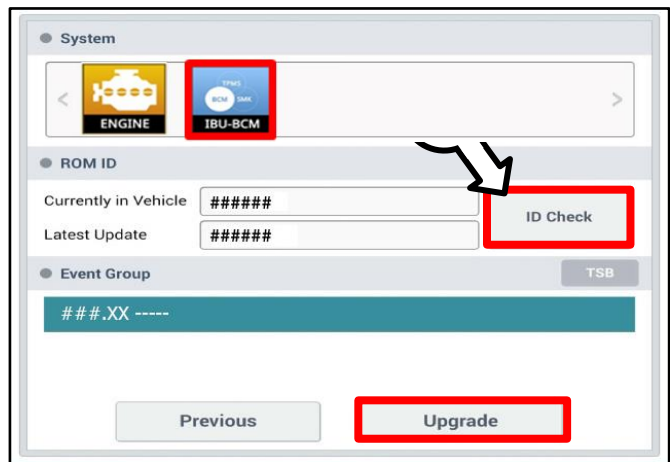 System
ENGINE
TPMS
BCM SMK
IBU-BCM
ROM ID
Currently in Vehicle ######
ID Check
Latest Update ######
Event Group TSB
###.XX -----
Previous Upgrade